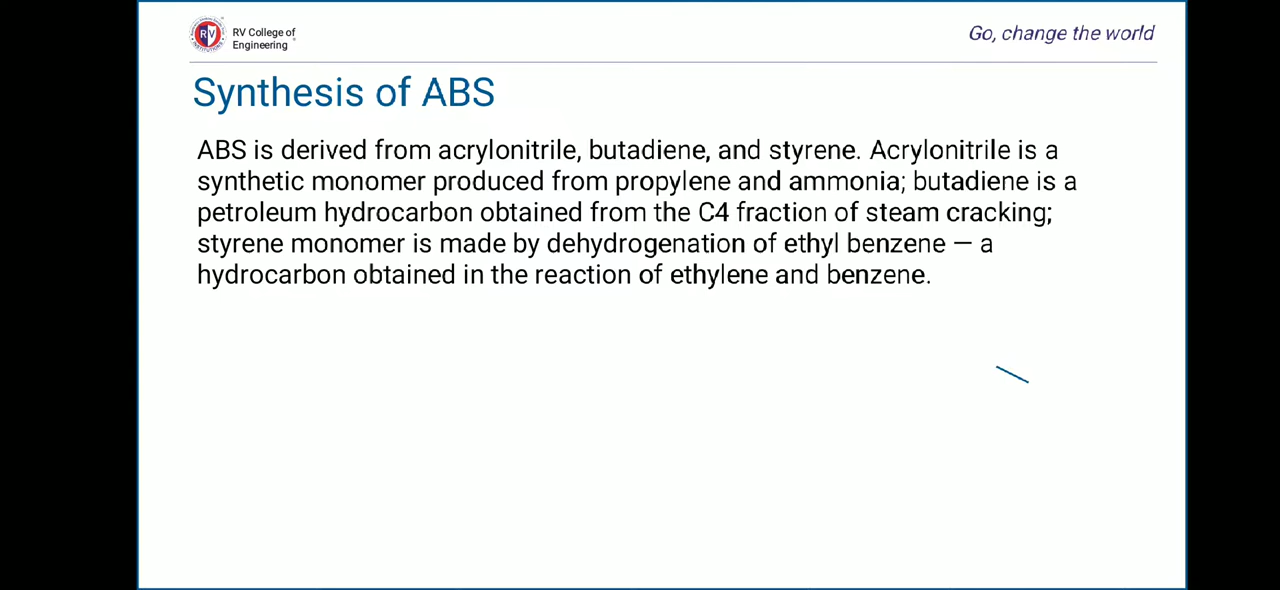 RV College of
Engineering
Go, change the world
Synthesis of ABS
ABS is derived from acrylonitrile, butadiene, and styrene. Acrylonitrile is a
synthetic monomer produced from propylene and ammonia; butadiene is a
petroleum hydrocarbon obtained from the C4 fraction of steam cracking;
styrene monomer is made by dehydrogenation of ethyl benzene — a
hydrocarbon obtained in the reaction of ethylene and benzene.